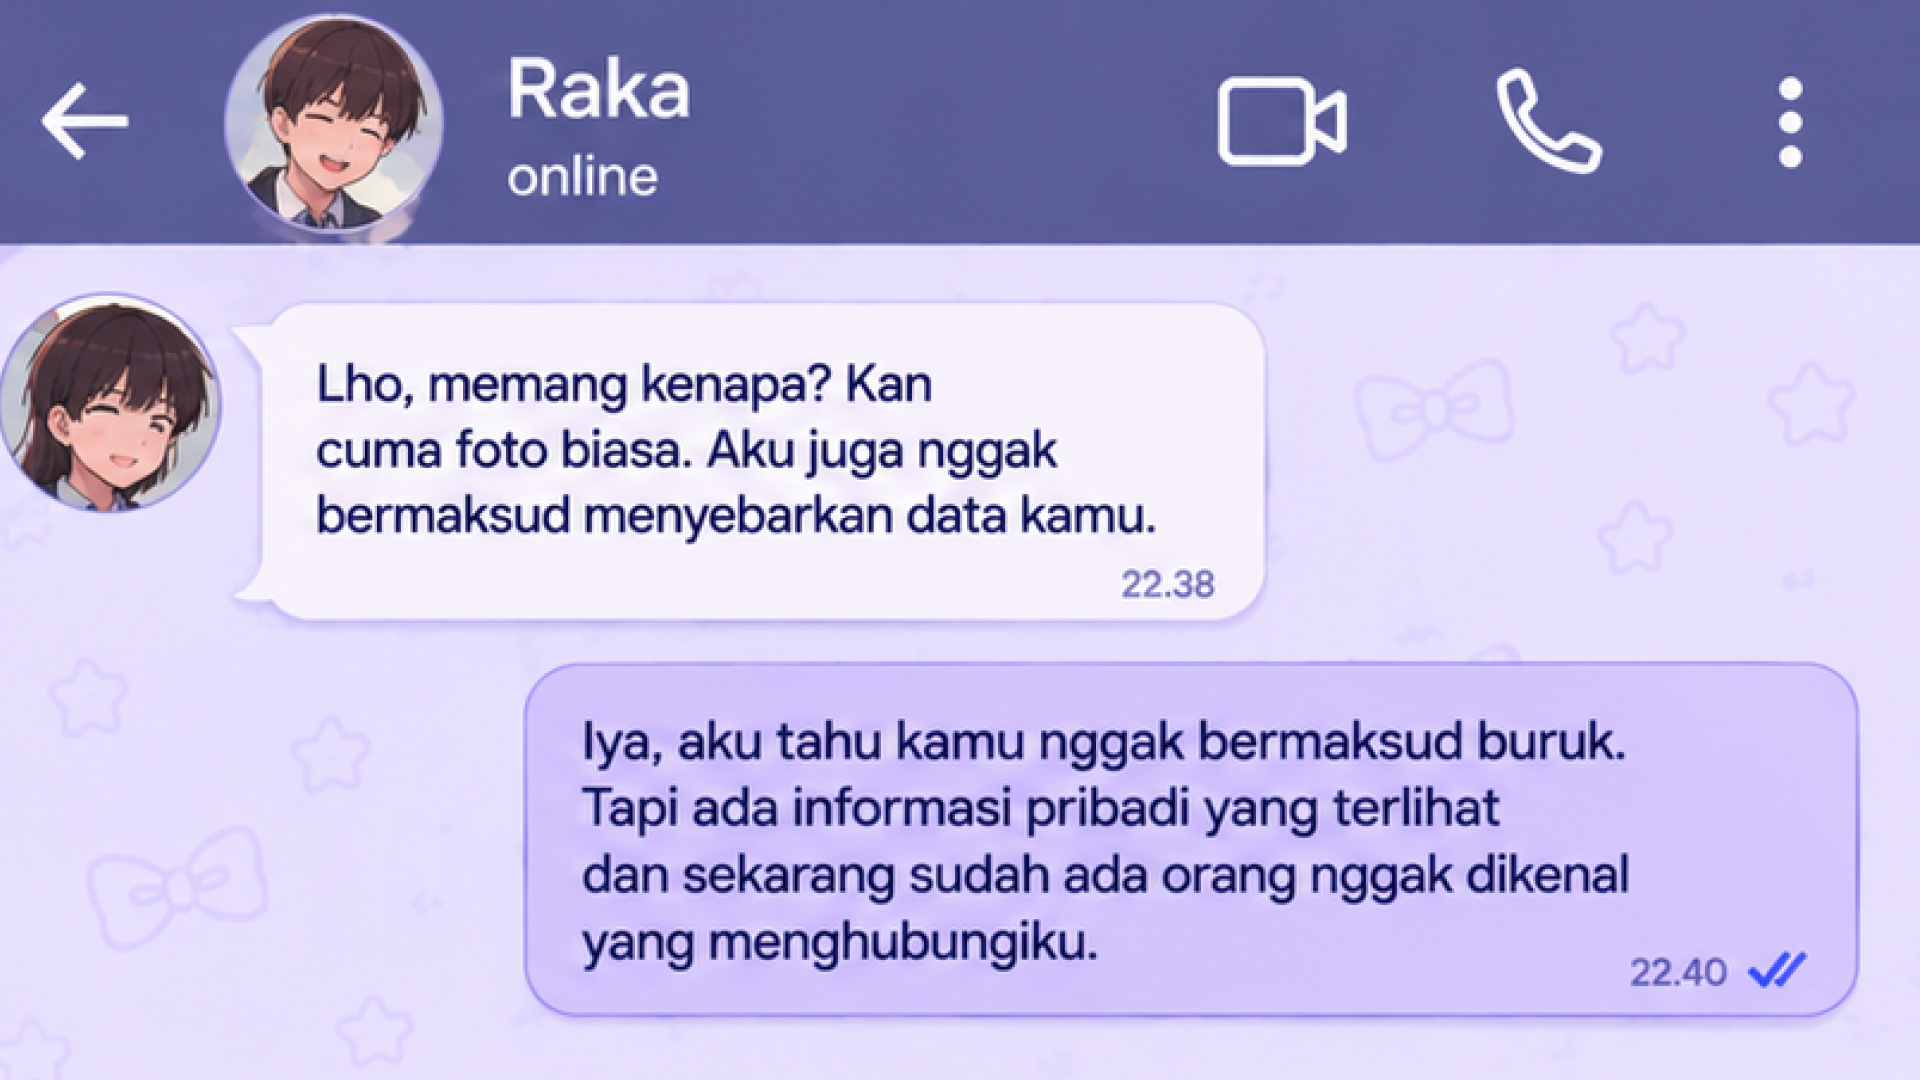 Raka
online
Lho, memang kenapa? Kan
cuma foto biasa. Aku juga nggak
bermaksud menyebarkan data kamu.
22.38
Iya, aku tahu kamu nggak bermaksud buruk.
Tapi ada informasi pribadi yang terlihat
dan sekarang sudah ada orang nggak dikenal
yang menghubungiku.
22.40